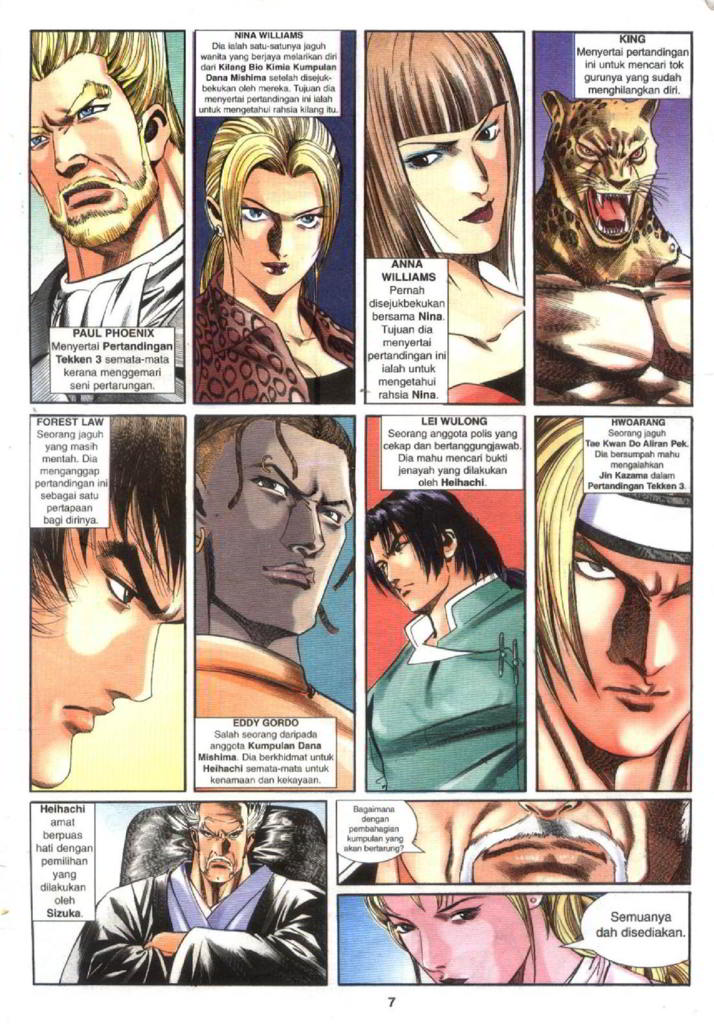 PAUL PHOENIX
Menyertai Pertandingan
Tekken 3 semata-mata
kerana menggemari
seni pertarungan.
NINA WILLIAMS
Dia ialah satu-satunya jaguh
wanita yang berjaya melarikan diri
dari Kilang Bio Kimia Kumpulan
Dana Mishima setelah disejuk-
bekukan oleh mereka. Tujuan dia
menyertai pertandingan ini ialah
untuk mengetahui rahsia kilang itu.
ANNA
WILLIAMS
Pernah
disejukbekukan
bersama Nina.
Tujuan dia
menyertai
pertandingan ini
ialah untuk
mengetahui
rahsia Nina.
KING
Menyertai pertandingan
ini untuk mencari tok
gurunya yang sudah
menghilangkan diri.
FOREST LAW
Seorang jaguh
yang masih
mentah. Dia
menganggap
pertandingan ini
sebagai satu
pertapaan
bagi dirinya.
EDDY GORDO
Salah seorang daripada
anggota Kumpulan Dana
Mishima. Dia berkhidmat untuk
Heihachi semata-mata untuk
kenamaan dan kekayaan.
LEI WULONG
Seorang anggota polis yang
cekap dan bertanggungjawab.
Dia mahu mencari bukti
jenayah yang dilakukan
oleh Heihachi.
HWOARANG
Seorang jaguh
Tae Kwan Do Aliran Pek.
Dia bersumpah mahu
mengalahkan
Jin Kazama dalam
Pertandingan Tekken 3.
Heihachi
amat
berpuas
hati dengan
pemilihan
yang
dilakukan
oleh
Sizuka.
Bagaimana
dengan
pembahagian
kumpulan yang
akan bertarung?
Semuanya
dah disediakan.
7